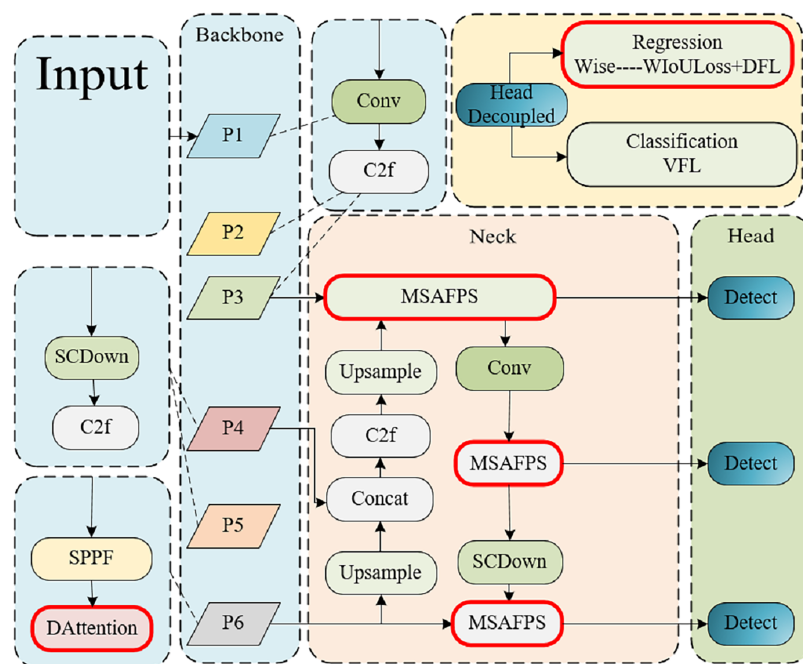 Input
Backbone
P1
P2
P3
P4
P5
P6
Conv
C2f
Head
Decoupled
Regression
Wise----WIoULoss+DFL
Classification
VFL
SCDown
C2f
SPPF
DAttention
Neck
MSAFPS
Upsample
C2f
Concat
Upsample
Conv
MSAFPS
SCDown
MSAFPS
Head
Detect
Detect
Detect